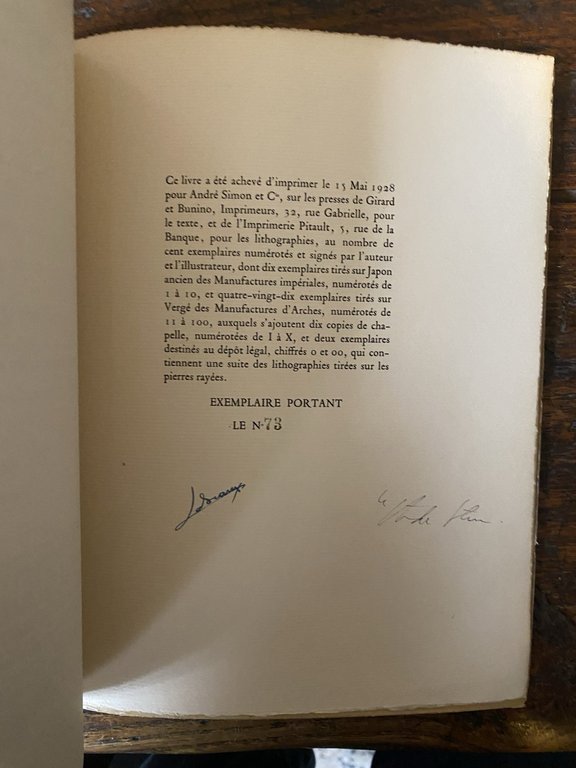 Ce livre a été achevé d'imprimer le 15 Mai 1928
pour André Simon et Cie, sur les presses de Girard
et Bunino, Imprimeurs, 32, rue Gabrielle, pour
le texte, et de l'Imprimerie Pitault, 5, rue de la
Banque, pour les lithographies, au nombre de
cent exemplaires numérotés et signés par l'auteur
et l'illustrateur, dont dix exemplaires tirés sur Japon
ancien des Manufactures impériales, numérotés de
1 à 10, et quatre-vingt-dix exemplaires tirés sur
Vergé des Manufactures d'Arches, numérotés de
11 à 100, auxquels s'ajoutent dix copies de cha-
pelle, numérotées de I à X, et deux exemplaires
destinés au dépôt légal, chiffrés 0 et 00, qui con-
tiennent une suite des lithographies tirées sur les
pierres rayées.
EXEMPLAIRE PORTANT
LE N° 73